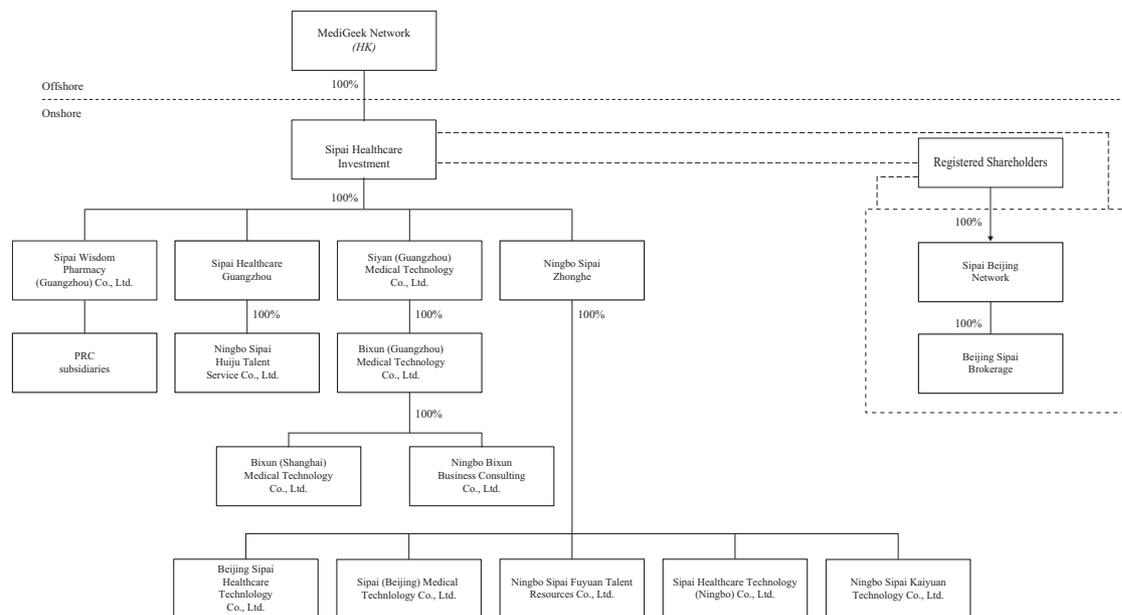 MediGeek Network
(HK)
100%
Offshore
Onshore
Sipai Healthcare
Investment
Registered Shareholders
100%
100%
Sipai Wisdom
Pharmacy
(Guangzhou) Co., Ltd.
Sipai Healthcare
Guangzhou
Siyan (Guangzhou)
Medical Technology
Co., Ltd.
Ningbo Sipai
Zhonghe
Sipai Beijing
Network
100%
100%
100%
100%
PRC
subsidiaries
Ningbo Sipai
Huiju Talent
Service Co., Ltd.
Bixun (Guangzhou)
Medical Technology
Co., Ltd.
Beijing Sipai
Brokerage
100%
Bixun (Shanghai)
Medical Technology
Co., Ltd.
Ningbo Bixun
Business Consulting
Co., Ltd.
Beijing Sipai
Healthcare
Technlology
Co., Ltd.
Sipai (Beijing) Medical
Technlology Co., Ltd.
Ningbo Sipai Fuyuan Talent
Resources Co., Ltd.
Sipai Healthcare Technology
(Ningbo) Co., Ltd.
Ningbo Sipai Kaiyuan
Technology Co., Ltd.